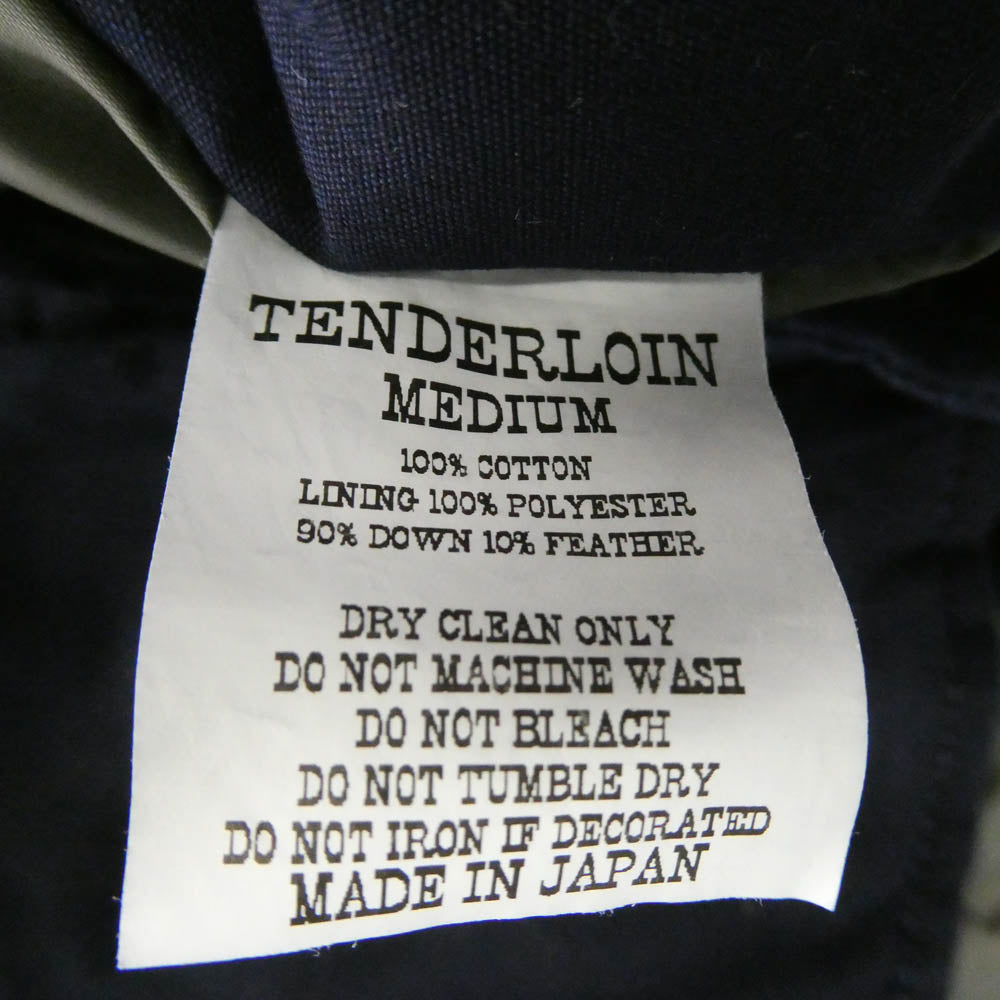 TENDERLOIN
MEDIUM
100% COTTON
LINING 100% POLYESTER
90% DOWN 10% FEATHER
DRY CLEAN ONLY
DO NOT MACHINE WASH
DO NOT BLEACH
DO NOT TUMBLE DRY
DO NOT IRON IF DECORATED
MADE IN JAPAN